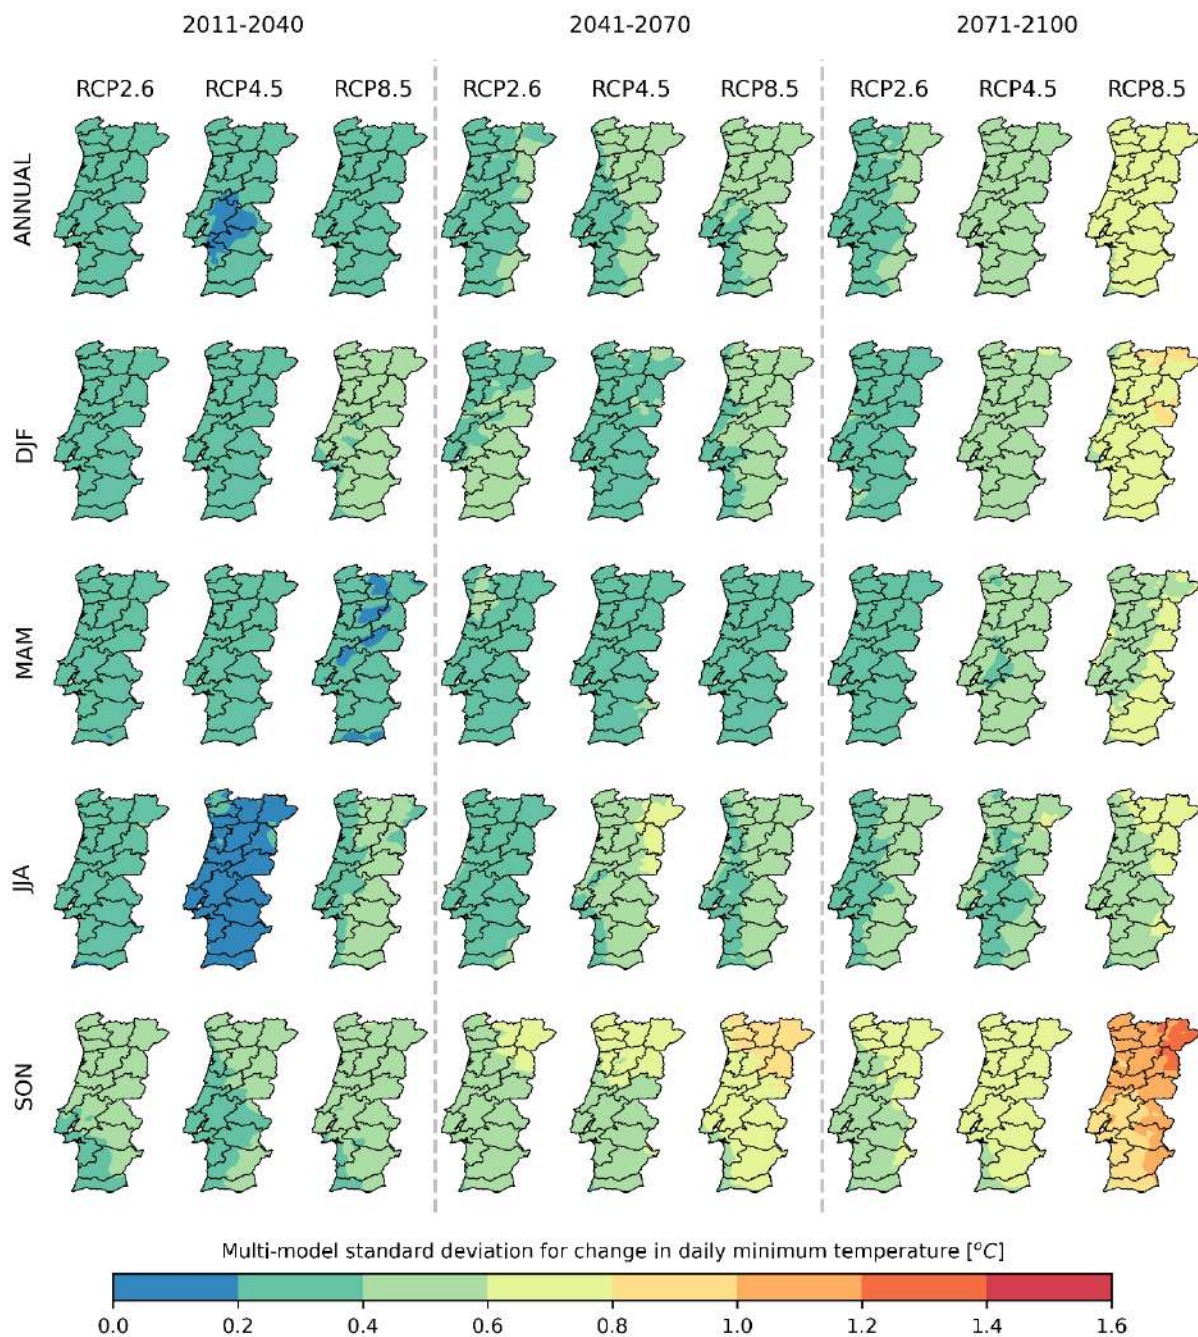 2011-2040 2041-2070 2071-2100
RCP2.6 RCP4.5 RCP8.5 RCP2.6 RCP4.5 RCP8.5 RCP2.6 RCP4.5 RCP8.5
ANNUAL
DJF
MAM
JJA
SON
Multi-model standard deviation for change in daily minimum temperature [°C]
0.0 0.2 0.4 0.6 0.8 1.0 1.2 1.4 1.6